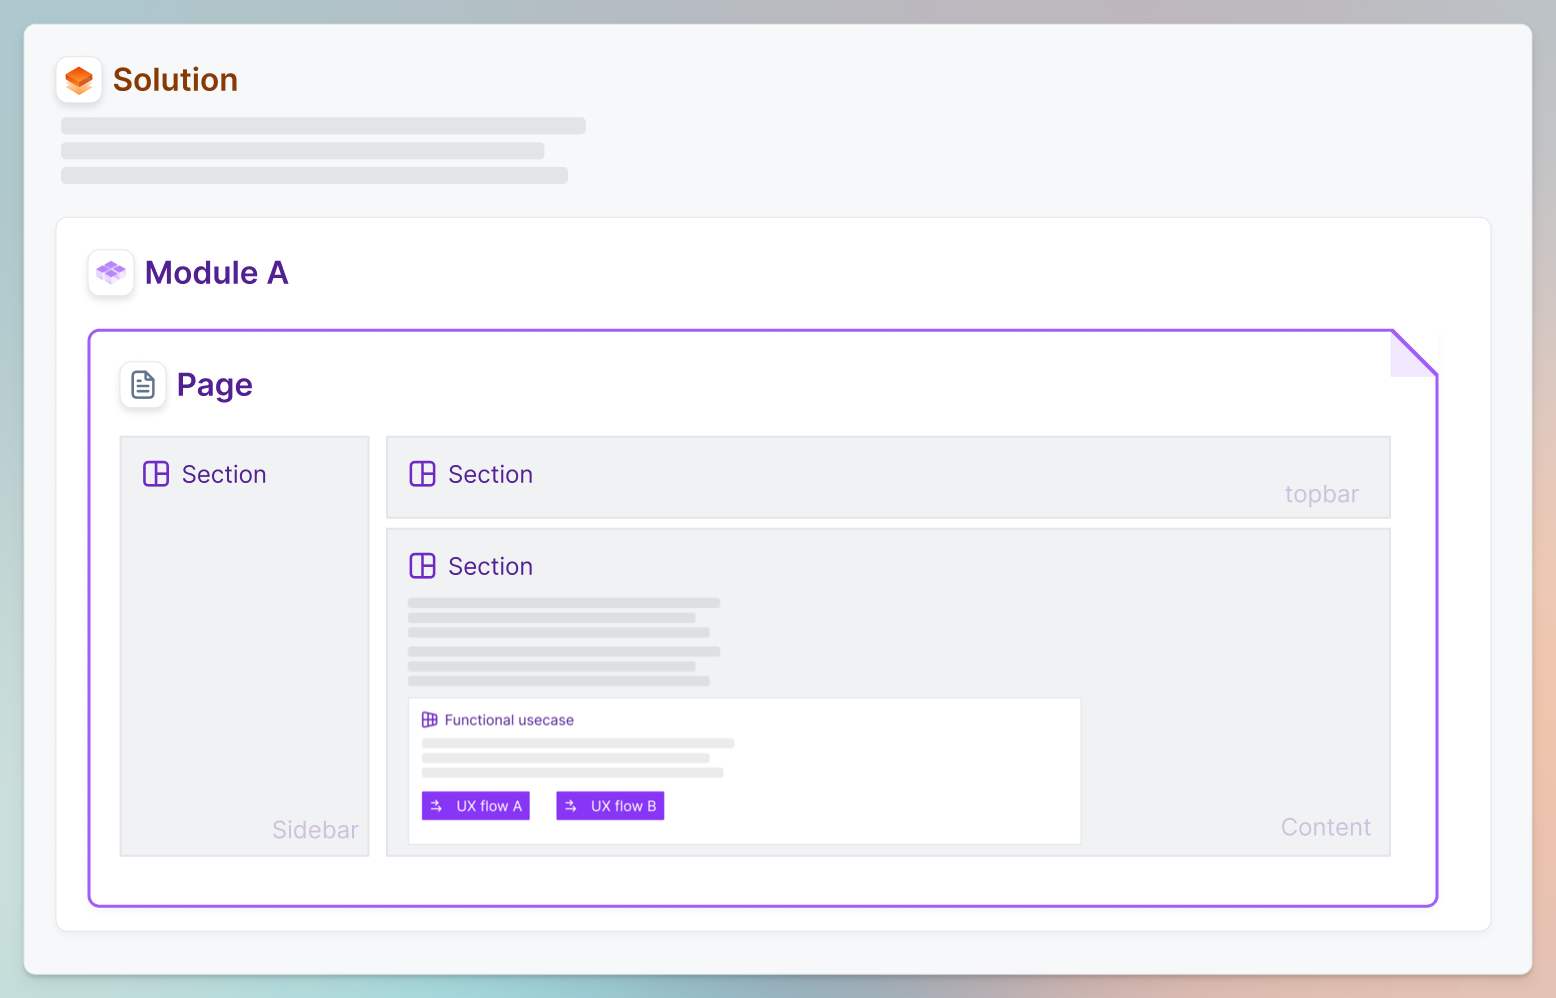 Solution
Module A
Page
Section
Sidebar
Section
topbar
Section
Functional usecase
UX flow A
UX flow B
Content